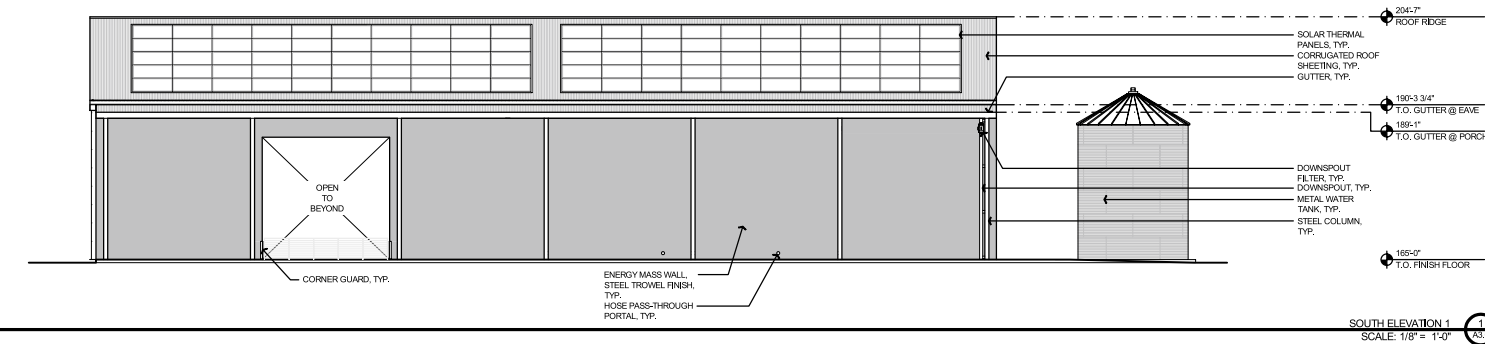 204'-7"
ROOF RIDGE
SOLAR THERMAL
PANELS, TYP.
CORRUGATED ROOF
SHEETING, TYP.
GUTTER, TYP.
190'-3 3/4"
T.O. GUTTER @ EAVE
189'-1"
T.O. GUTTER @ PORCH
DOWNSPOUT
FILTER, TYP.
DOWNSPOUT, TYP.
METAL WATER
TANK, TYP.
STEEL COLUMN,
TYP.
OPEN
TO
BEYOND
165'-0"
T.O. FINISH FLOOR
CORNER GUARD, TYP.
ENERGY MASS WALL,
STEEL TROWEL FINISH,
TYP.
HOSE PASS-THROUGH
PORTAL, TYP.
SOUTH ELEVATION 1
SCALE: 1/8" = 1'-0"
1
A3.